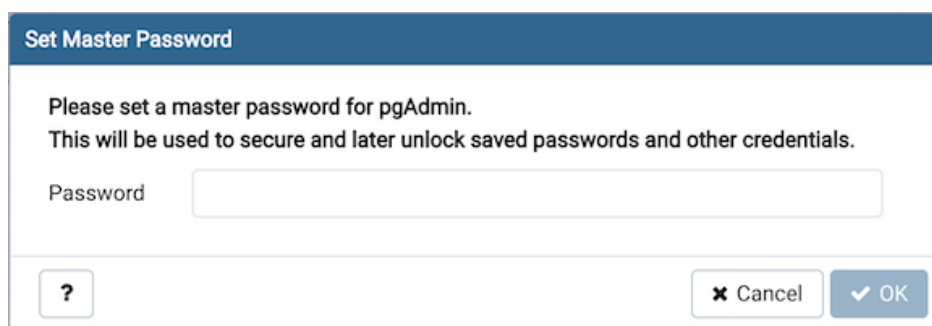 Set Master Password
Please set a master password for pgAdmin.
This will be used to secure and later unlock saved passwords and other credentials.
Password
?
✖ Cancel
✔ OK